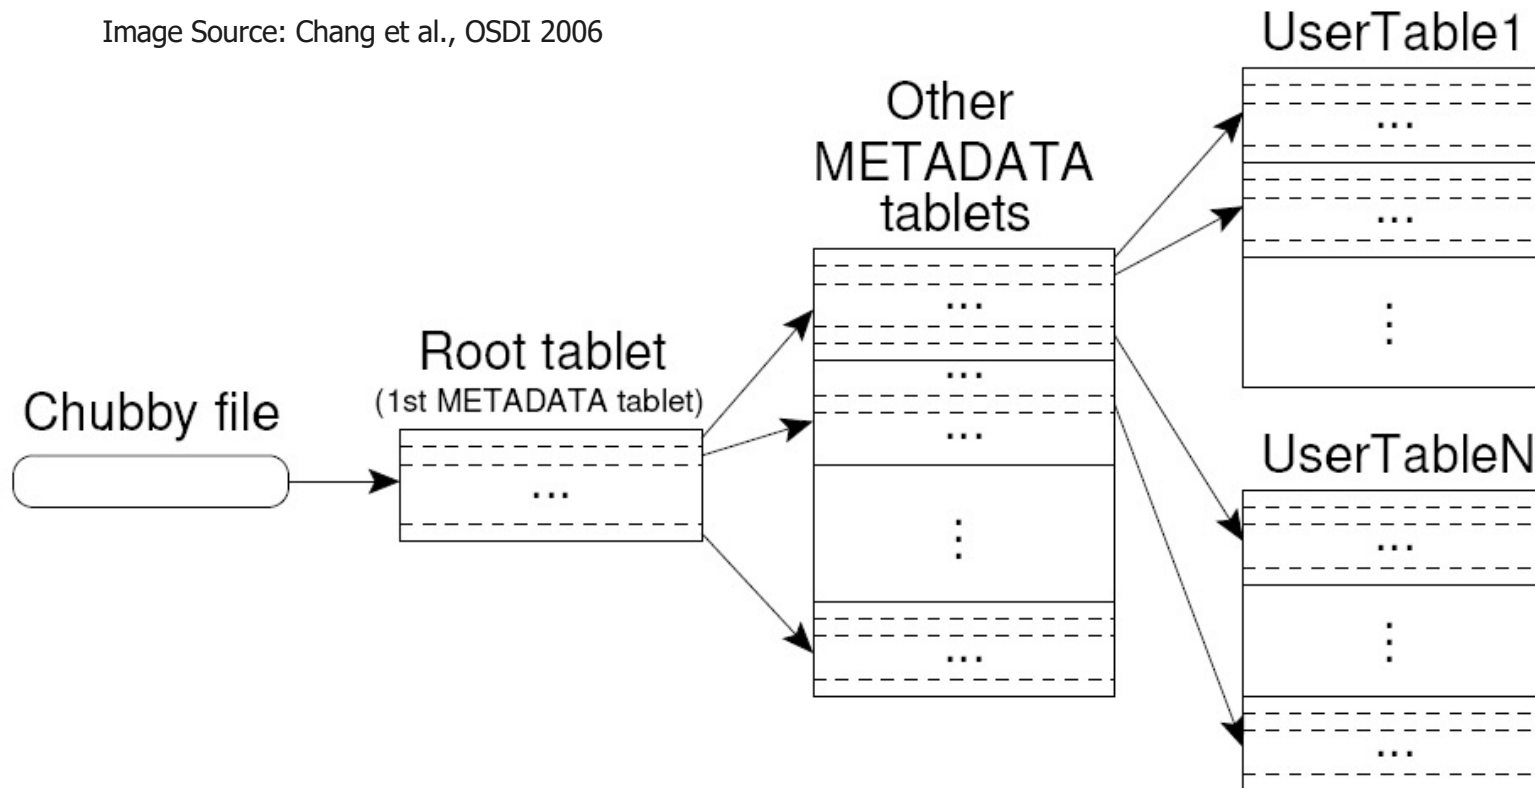 Image Source: Chang et al., OSDI 2006
UserTable1
...
...
⋮
Other
METADATA
tablets
...
...
...
⋮
...
Root tablet
(1st METADATA tablet)
...
Chubby file
UserTableN
...
⋮
...